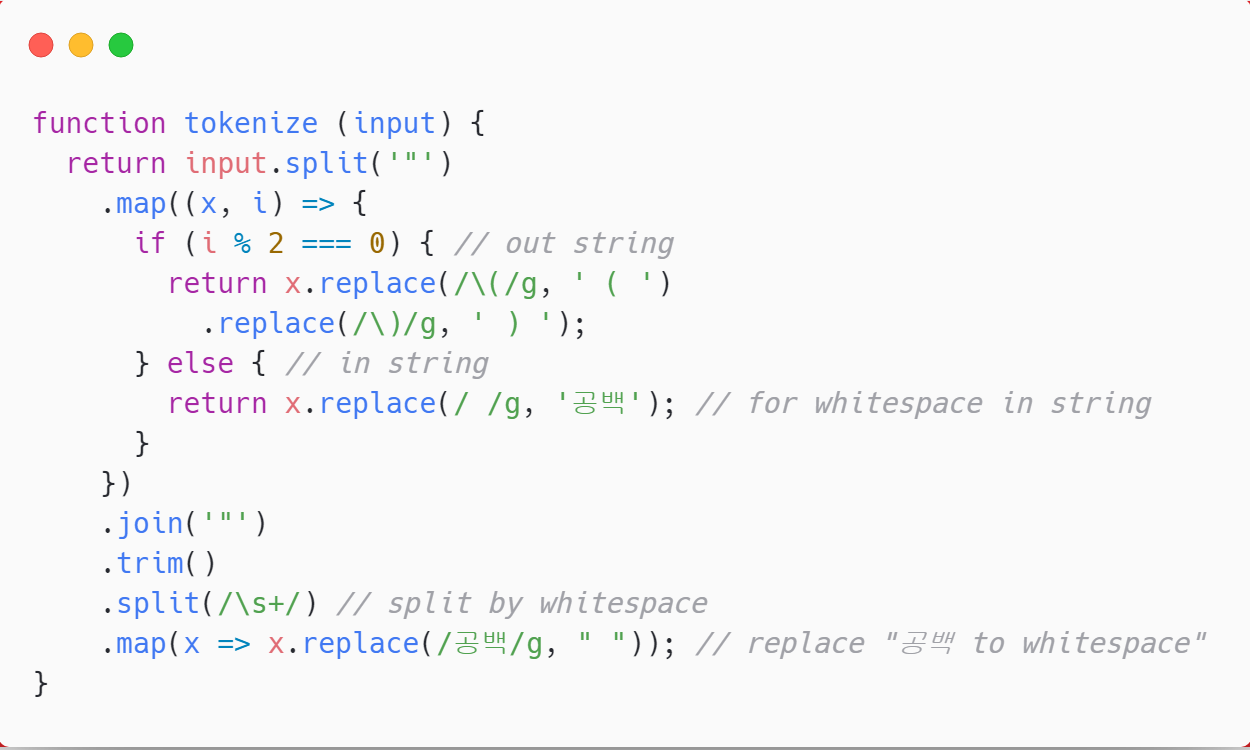 function tokenize (input) {
  return input.split('"')
    .map((x, i) => {
      if (i % 2 === 0) { // out string
        return x.replace(/\(/g, ' ( ')
          .replace(/\)/g, ' ) ');
      } else { // in string
        return x.replace(/ /g, '공백'); // for whitespace in string
      }
    })
    .join('"')
    .trim()
    .split(/\s+/) // split by whitespace
    .map(x => x.replace(/공백/g, " ")); // replace "공백 to whitespace"
}